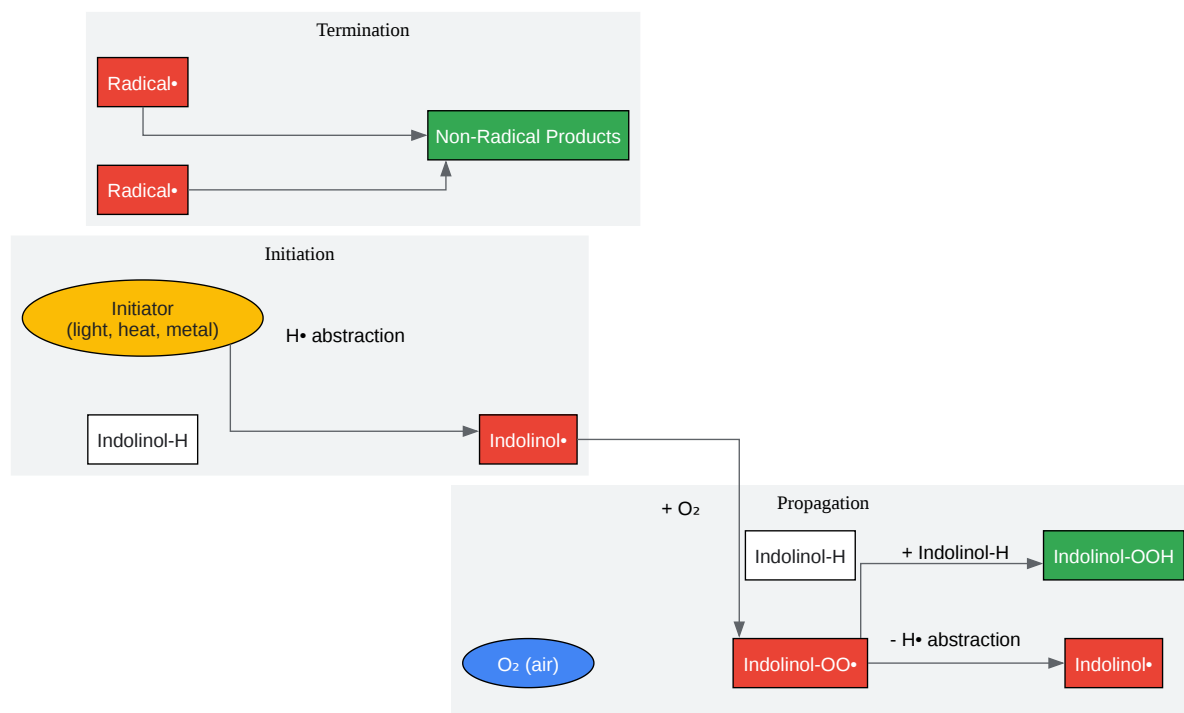 Termination
Radical•
Non-Radical Products
Radical•
Initiation
Initiator
(light, heat, metal)
H• abstraction
Indolinol-H
Indolinol•
Propagation
+ O₂
Indolinol-H
+ Indolinol-H
Indolinol-OOH
O₂ (air)
Indolinol-OO•
- H• abstraction
Indolinol•